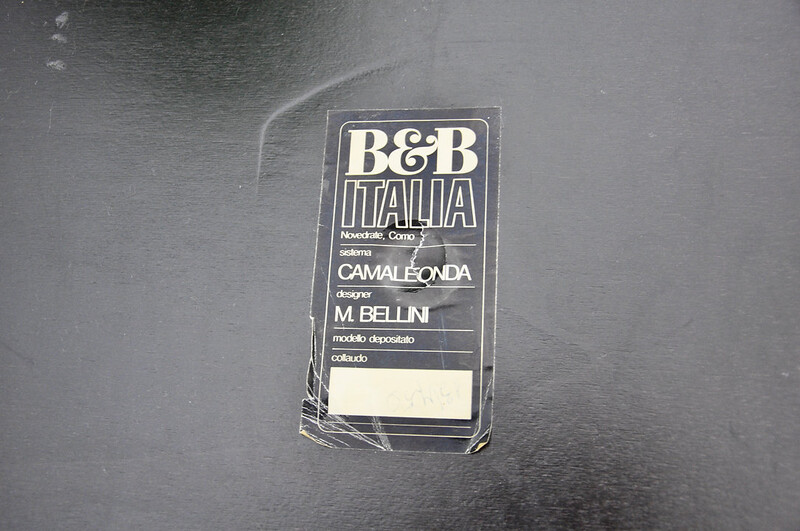 B&B
ITALIA
Novedrate, Como
sistema
CAMALEONDA
designer
M. BELLINI
modello depositato
collaudo